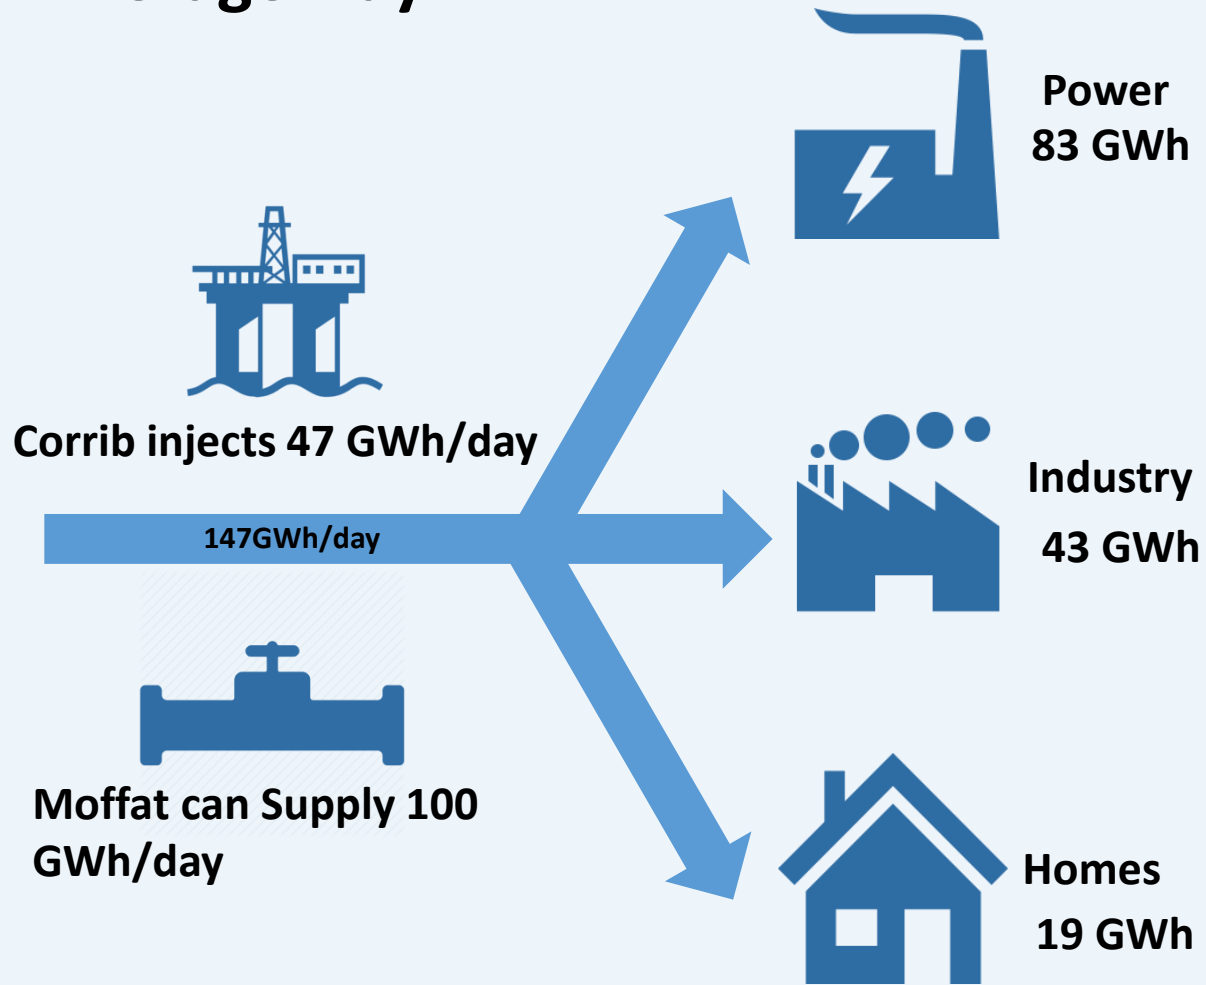 Power
83 GWh
Corrib injects 47 GWh/day
147GWh/day
Industry
43 GWh
Moffat can Supply 100
GWh/day
Homes
19 GWh